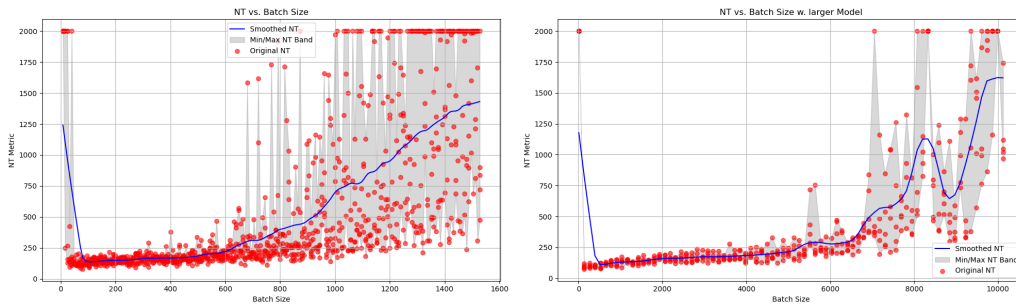 NT vs. Batch Size
Smoothed NT
Min/Max NT Band
Original NT
2000
1750
1500
1250
1000
750
500
250
0
NT Metric
0
200
400
600
800
1000
1200
1400
1600
Batch Size
NT vs. Batch Size w. larger Model
2000
1750
1500
1250
1000
750
500
250
0
NT Metric
Smoothed NT
Min/Max NT Band
Original NT
0
2000
4000
6000
8000
10000
Batch Size